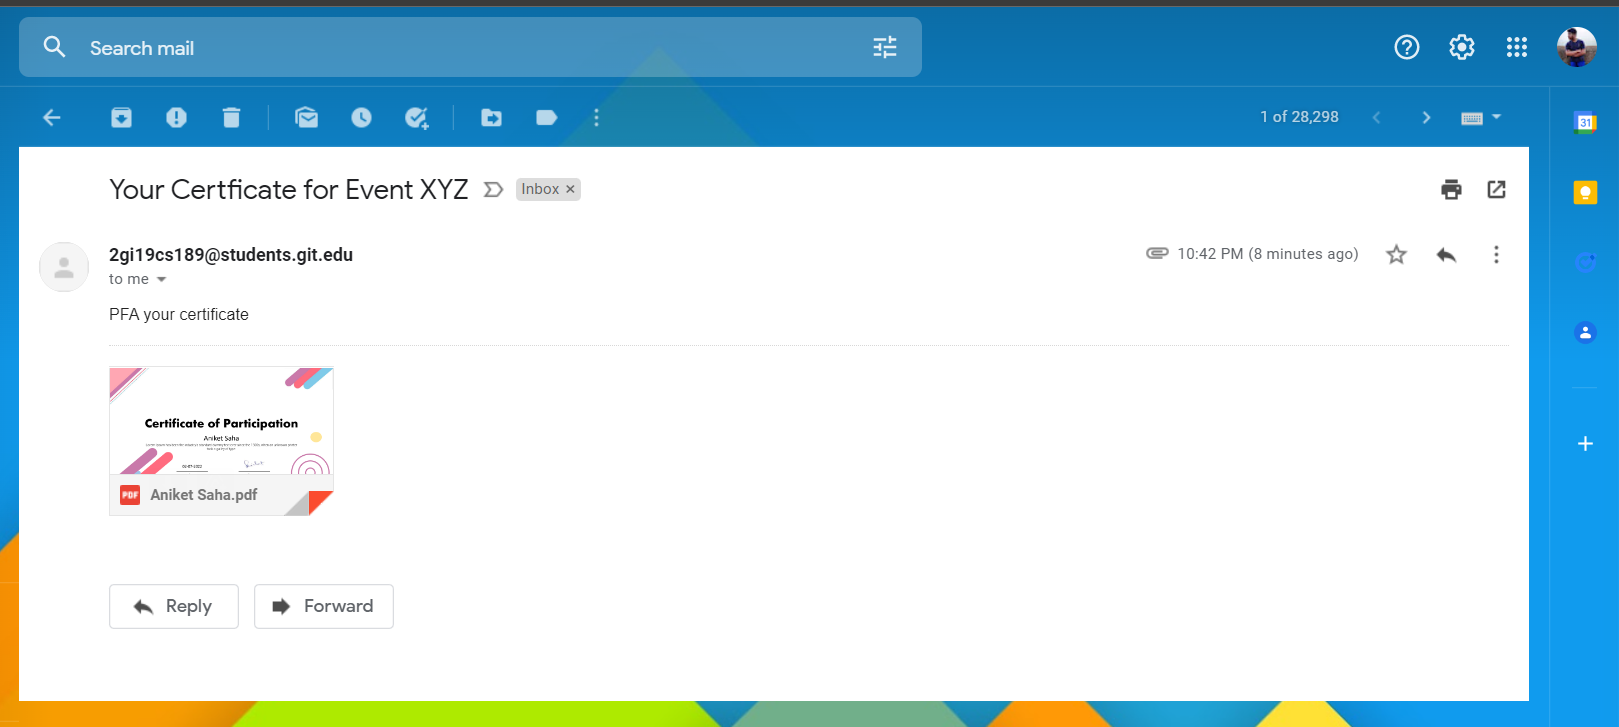 Search mail
1 of 28,298
31
Your Certficate for Event XYZ
Inbox ×
2gi19cs189@students.git.edu
10:42 PM (8 minutes ago)
to me
PFA your certificate
Certificate of Participation
Aniket Saha
PDF Aniket Saha.pdf
Reply
Forward